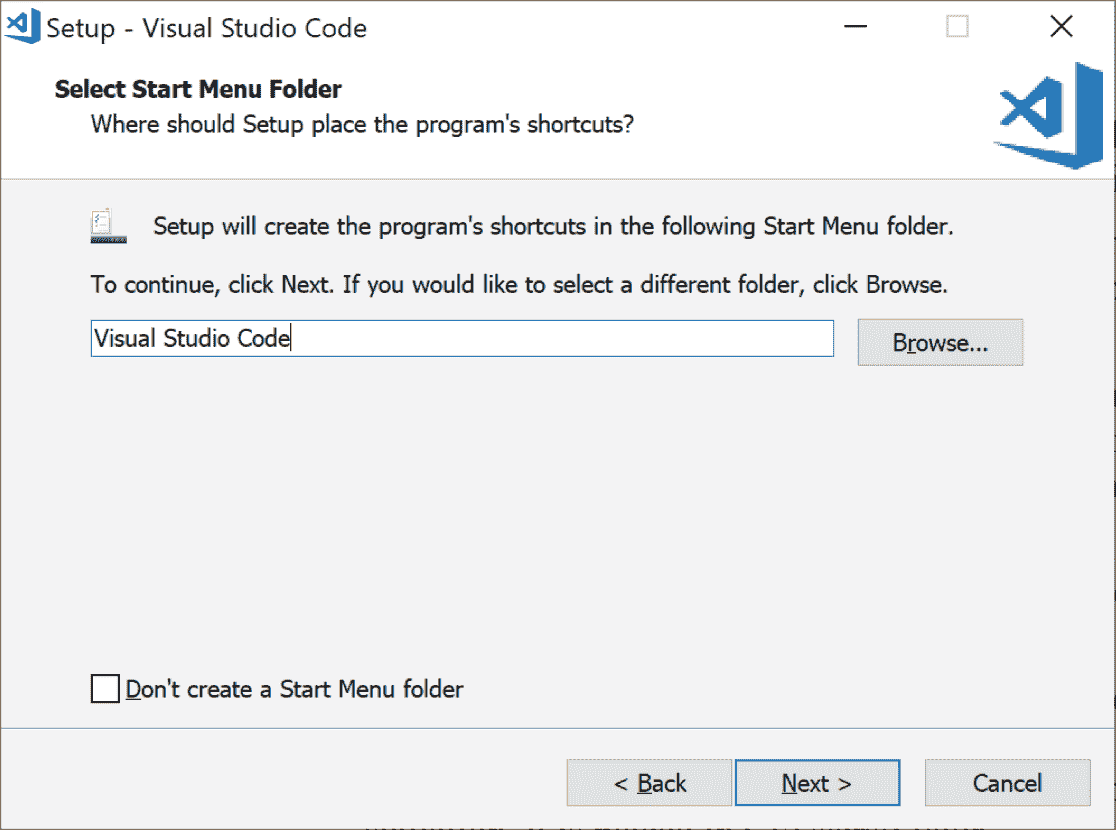 Setup - Visual Studio Code
Select Start Menu Folder
Where should Setup place the program's shortcuts?
Setup will create the program's shortcuts in the following Start Menu folder.
To continue, click Next. If you would like to select a different folder, click Browse.
Visual Studio Code
Browse...
Don't create a Start Menu folder
< Back
Next >
Cancel